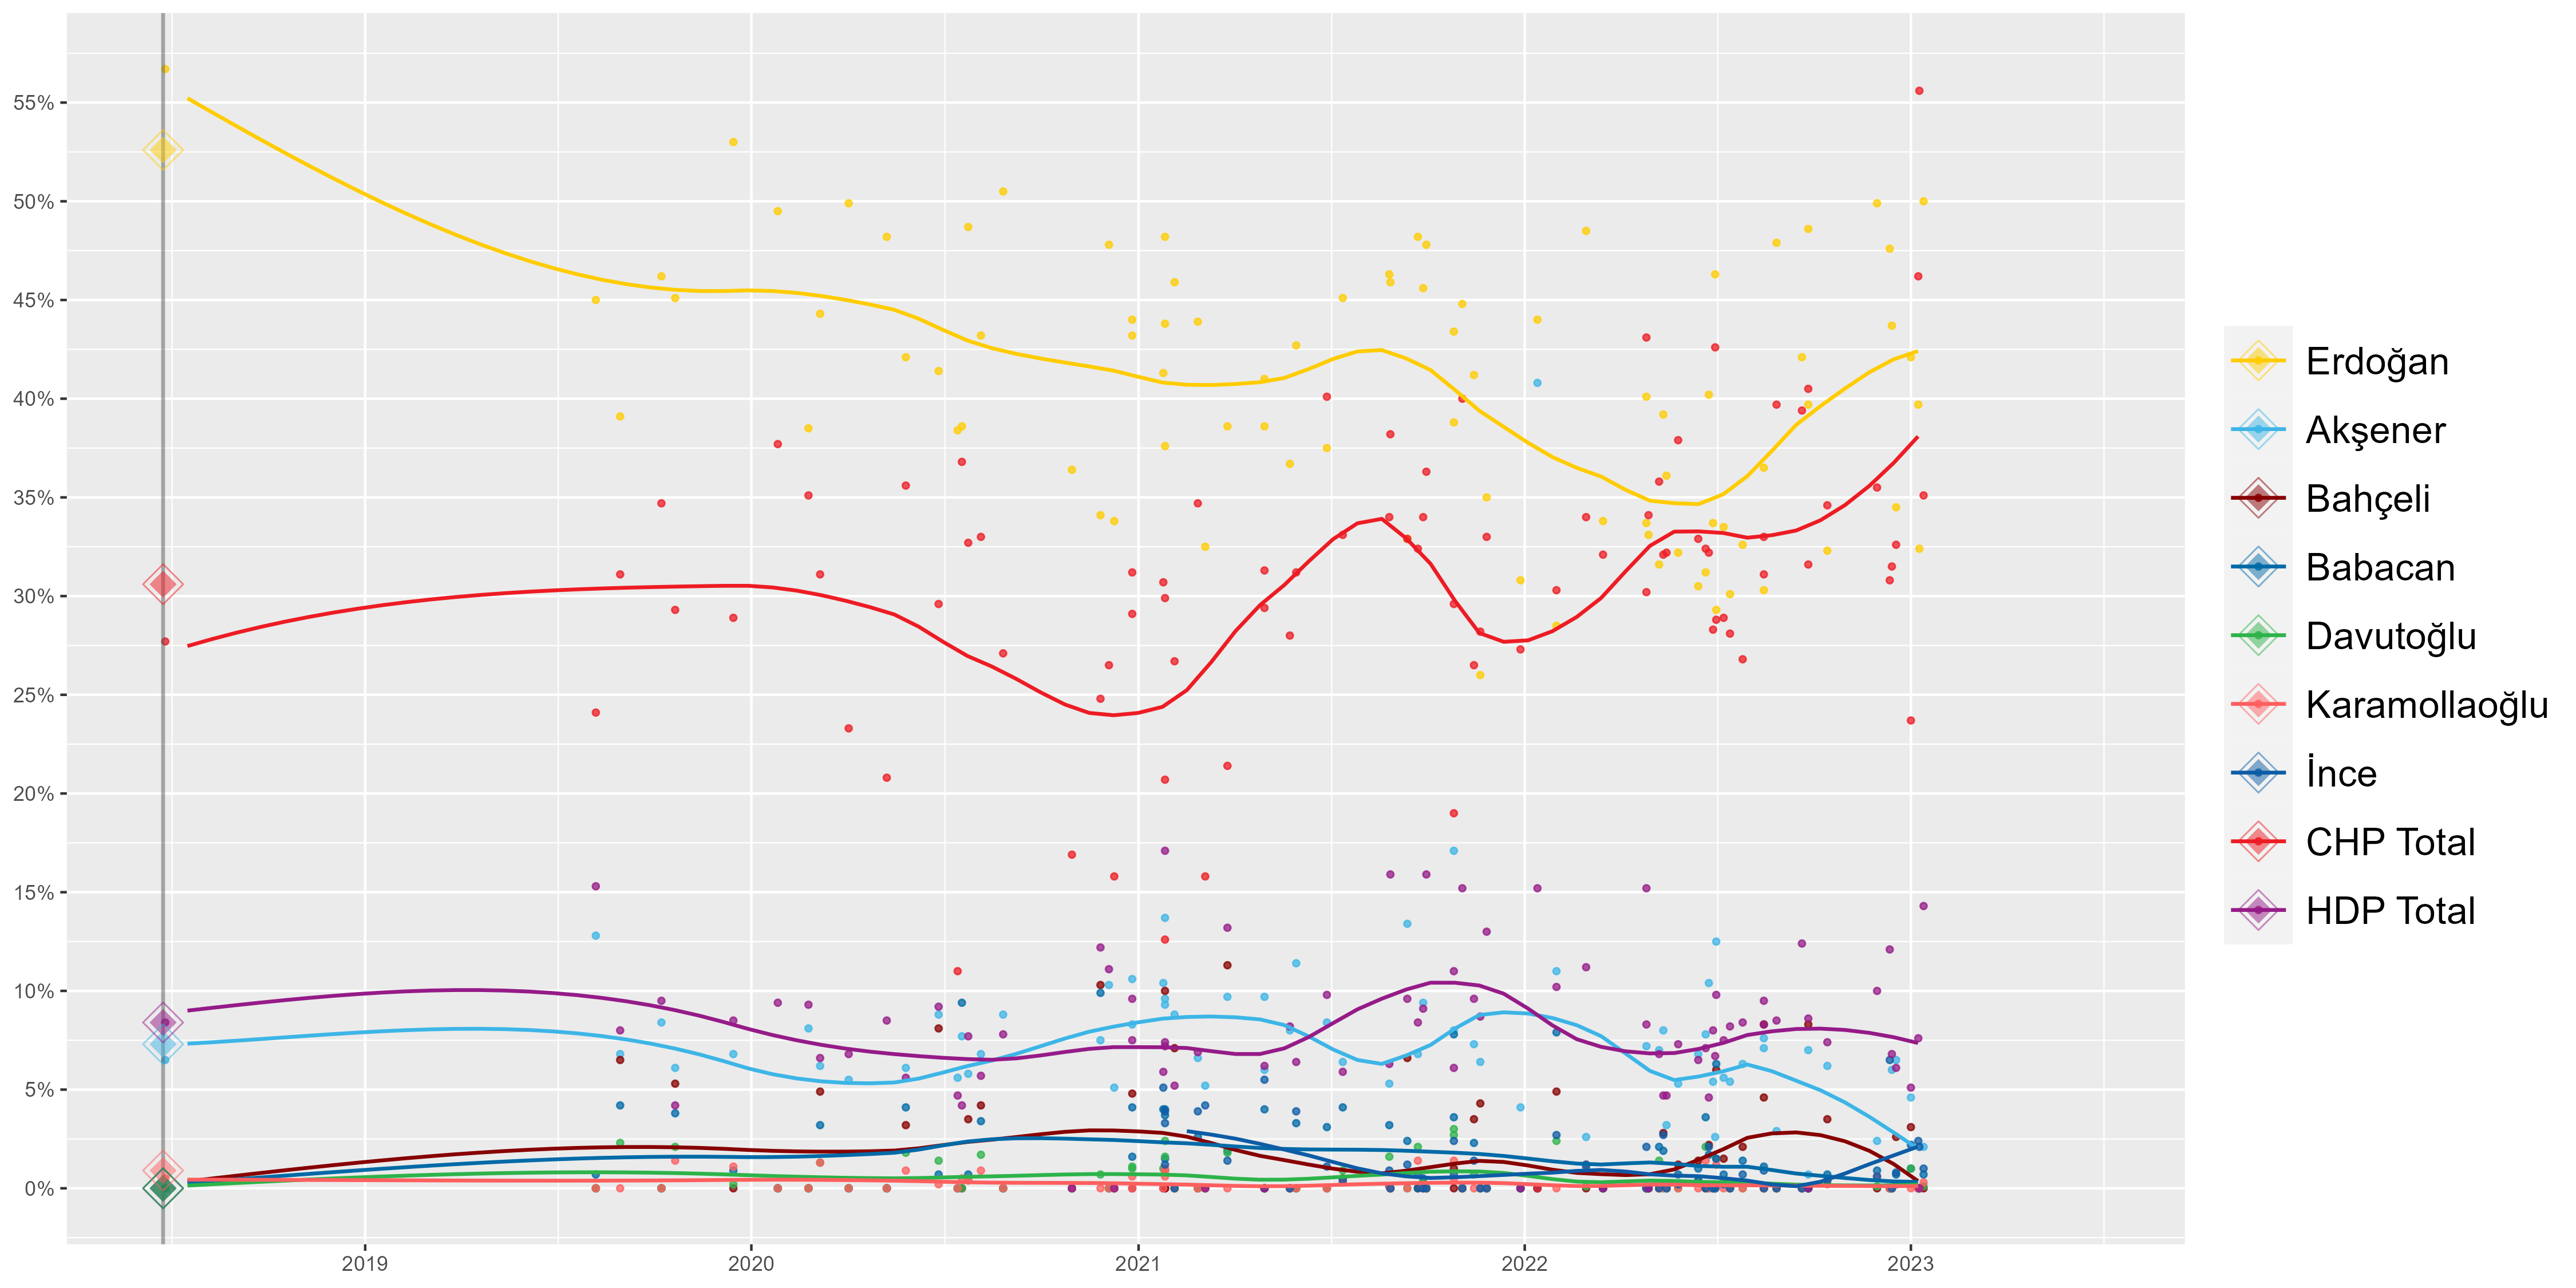 55%
50%
45%
40%
35%
30%
25%
20%
15%
10%
5%
0%
2019 2020 2021 2022 2023
Erdoğan
Akşener
Bahçeli
Babacan
Davutoğlu
Karamollaoğlu
İnce
CHP Total
HDP Total